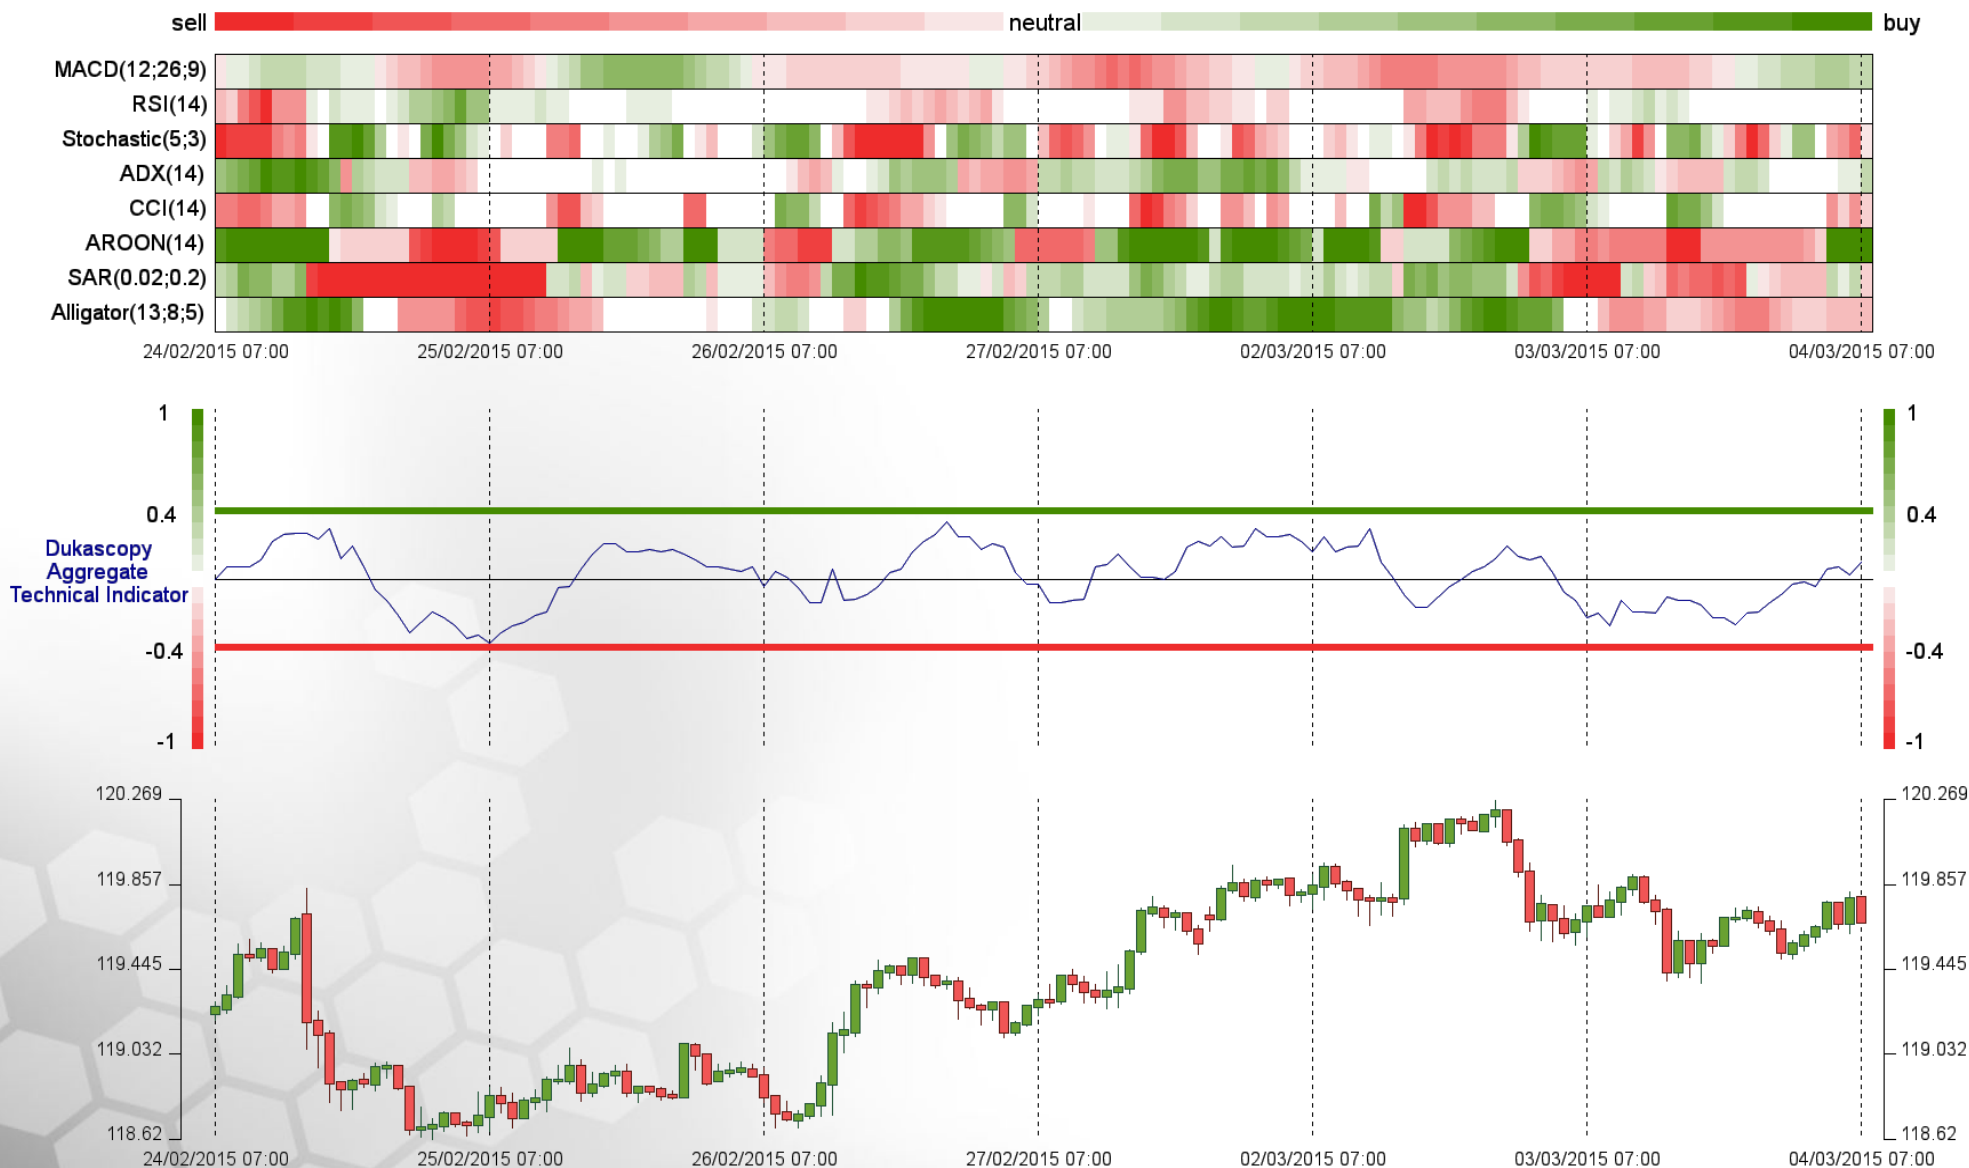 sell neutral buy
MACD(12;26;9)
RSI(14)
Stochastic(5;3)
ADX(14)
CCI(14)
AROON(14)
SAR(0.02;0.2)
Alligator(13;8;5)
24/02/2015 07:00 25/02/2015 07:00 26/02/2015 07:00 27/02/2015 07:00 02/03/2015 07:00 03/03/2015 07:00 04/03/2015 07:00
1 1
0.4 0.4
Dukascopy
Aggregate
Technical Indicator
-0.4 -0.4
-1 -1
120.269 120.269
119.857 119.857
119.445 119.445
119.032 119.032
118.62 118.62
24/02/2015 07:00 25/02/2015 07:00 26/02/2015 07:00 27/02/2015 07:00 02/03/2015 07:00 03/03/2015 07:00 04/03/2015 07:00